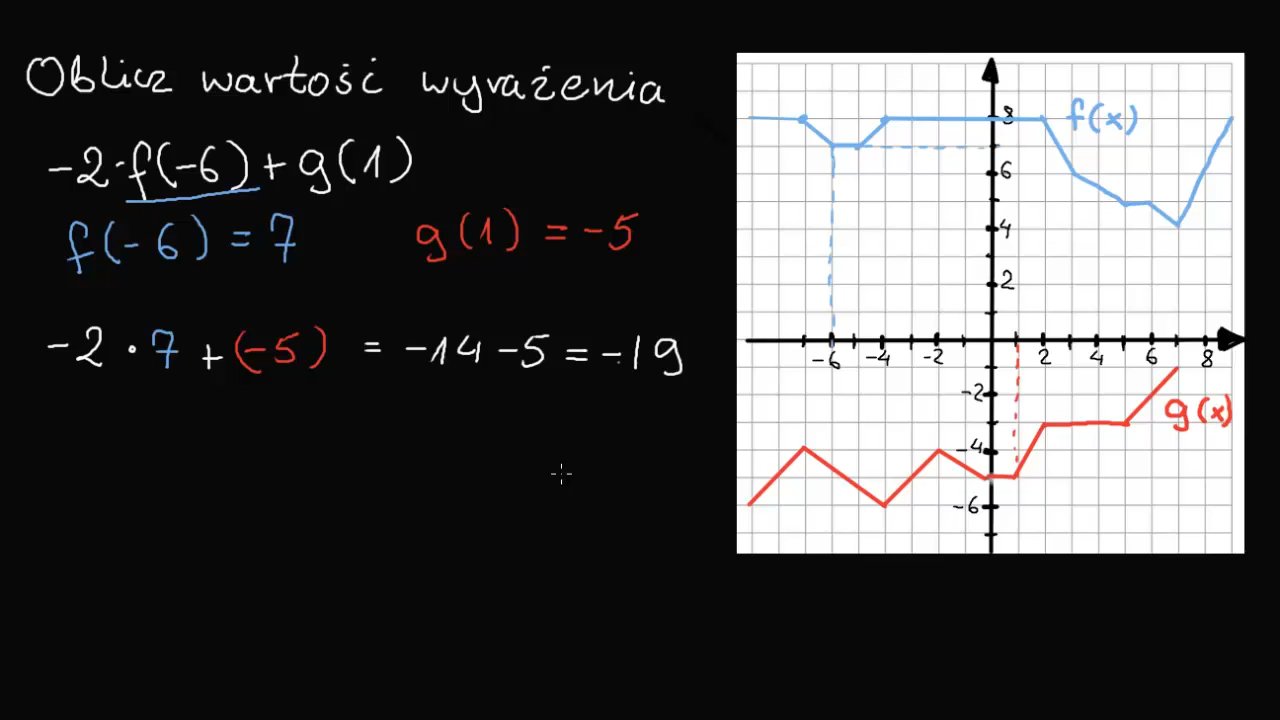 Oblicz wartość wyrażenia
-2·f(-6)+g(1)
f(-6)=7 g(1)=-5
-2·7+(-5) = -14-5=-19
8
f(x)
6
4
2
-6 -4 -2 2 4 6 8
-2
g(x)
-4
-6